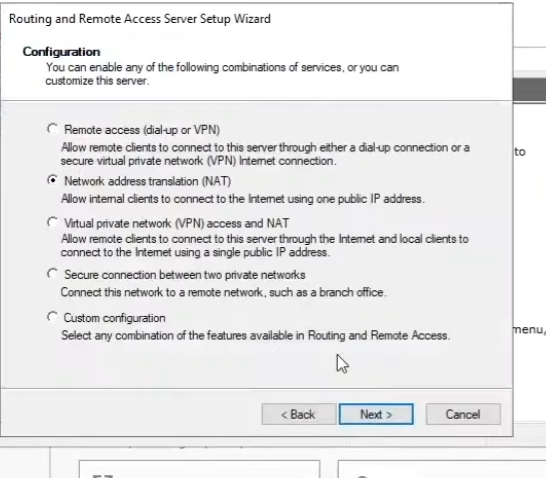 Routing and Remote Access Server Setup Wizard
Configuration
You can enable any of the following combinations of services, or you can
customize this server.
Remote access (dial-up or VPN)
Allow remote clients to connect to this server through either a dial-up connection or a
secure virtual private network (VPN) Internet connection.
to
Network address translation (NAT)
Allow internal clients to connect to the Internet using one public IP address.
Virtual private network (VPN) access and NAT
Allow remote clients to connect to this server through the Internet and local clients to
connect to the Internet using a single public IP address.
Secure connection between two private networks
Connect this network to a remote network, such as a branch office.
Custom configuration
Select any combination of the features available in Routing and Remote Access.
menu,
< Back
Next >
Cancel